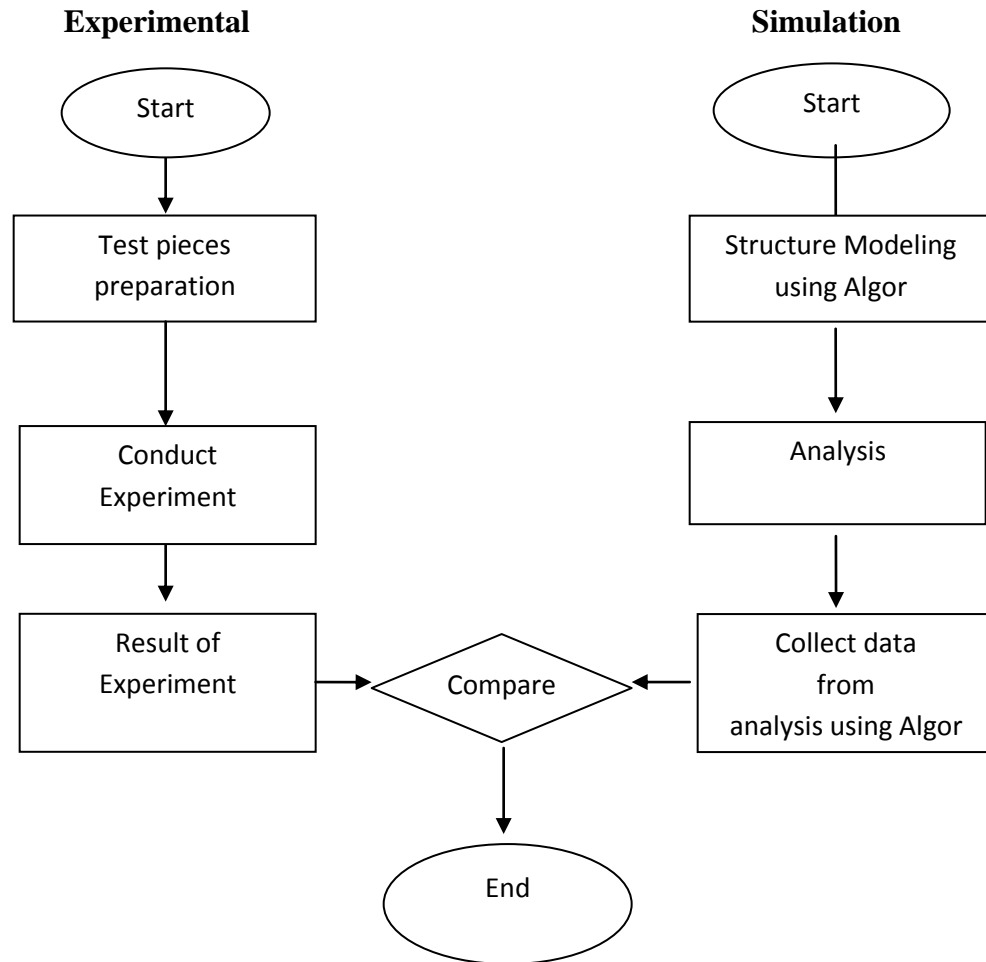 Experimental
Start
Test pieces
preparation
Conduct
Experiment
Result of
Experiment
Simulation
Start
Structure Modeling
using Algor
Analysis
Collect data
from
analysis using Algor
Compare
End